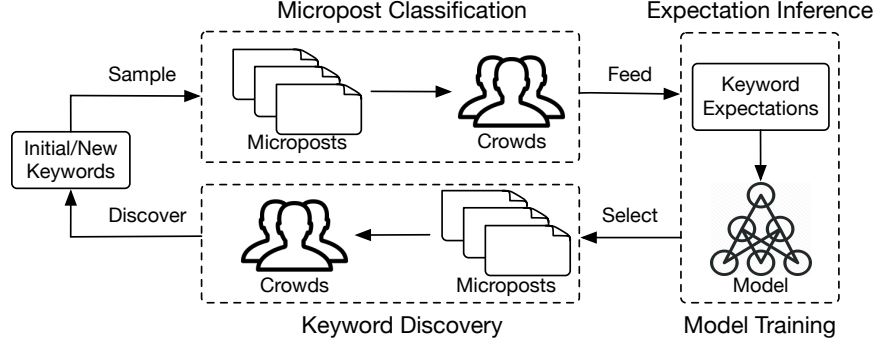 Micropost Classification
Expectation Inference
Sample
Feed
Keyword
Expectations
Microposts
Crowds
Initial/New
Keywords
Discover
Select
Crowds
Microposts
Model
Keyword Discovery
Model Training